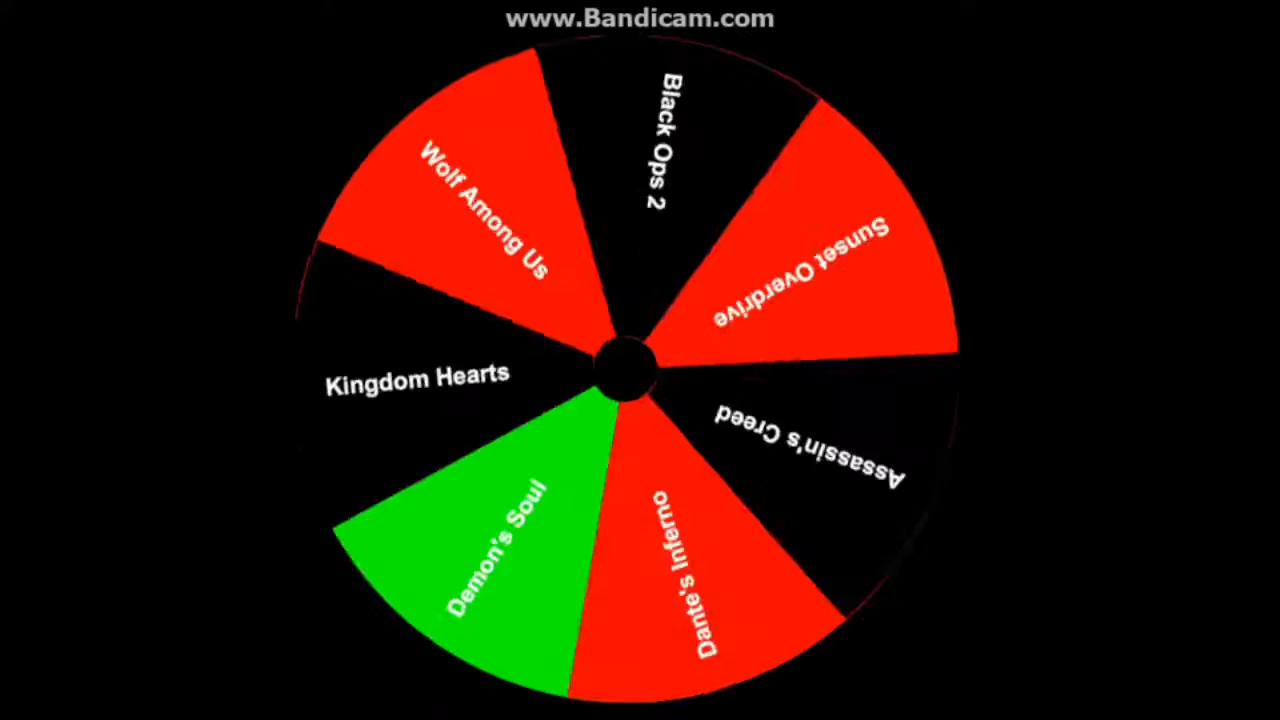 www.Bandicam.com
Black Ops 2
Sunset Overdrive
Assassin's Creed
Dante's Inferno
Demon's Soul
Kingdom Hearts
Wolf Among Us